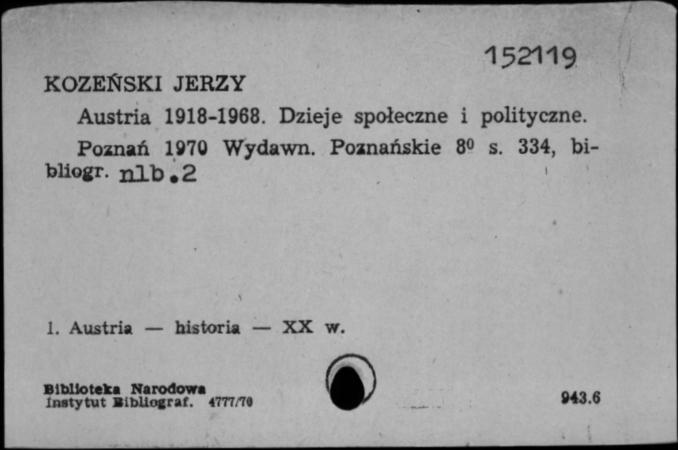 152119
KOZEŃSKI JERZY
Austria 1918-1968. Dzieje społeczne i polityczne.
Poznań 1970 Wydawn. Poznańskie 8º s. 334, bi-
bliogr. nlb.2
1. Austria — historia — XX w.
Biblioteka Narodowa
Instytut Bibliograf. 4777/70
943.6